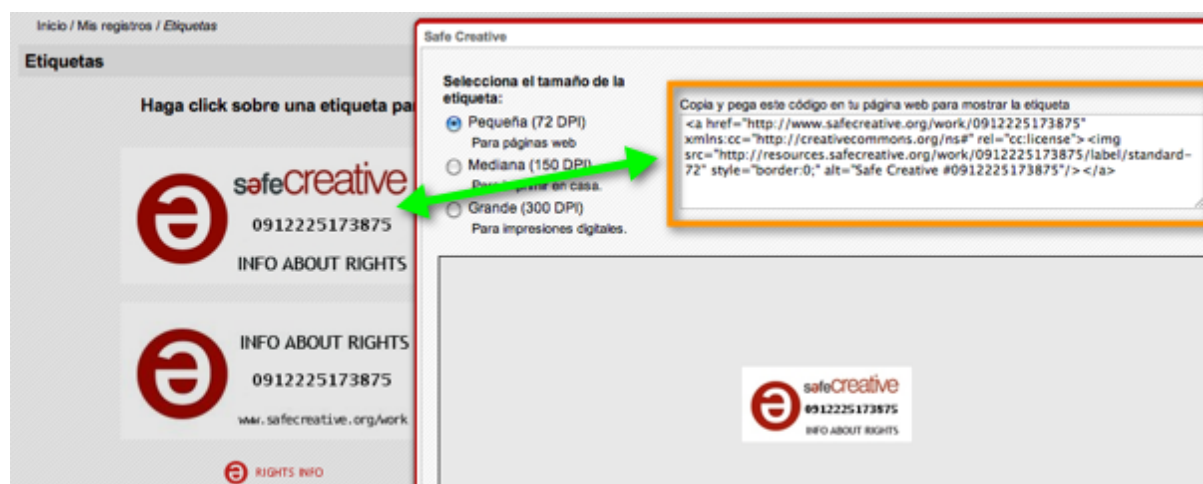 Inicio / Mis registros / Etiquetas
Etiquetas
Haga click sobre una etiqueta pa
safecreative
0912225173875
INFO ABOUT RIGHTS
INFO ABOUT RIGHTS
0912225173875
www.safecreative.org/work
RIGHTS INFO
Safe Creative
Selecciona el tamaño de la
etiqueta:
Pequeña (72 DPI)
Para páginas web
Mediana (150 DPI)
Para imprimir en casa.
Grande (300 DPI)
Para impresiones digitales.
Copia y pega este código en tu página web para mostrar la etiqueta
<a href="http://www.safecreative.org/work/0912225173875"
xmlns:cc="http://creativecommons.org/ns#" rel="cc:license"><img
src="http://resources.safecreative.org/work/0912225173875/label/standard-
72" style="border:0;" alt="Safe Creative #0912225173875"/></a>
safecreative
0912225173875
INFO ABOUT RIGHTS